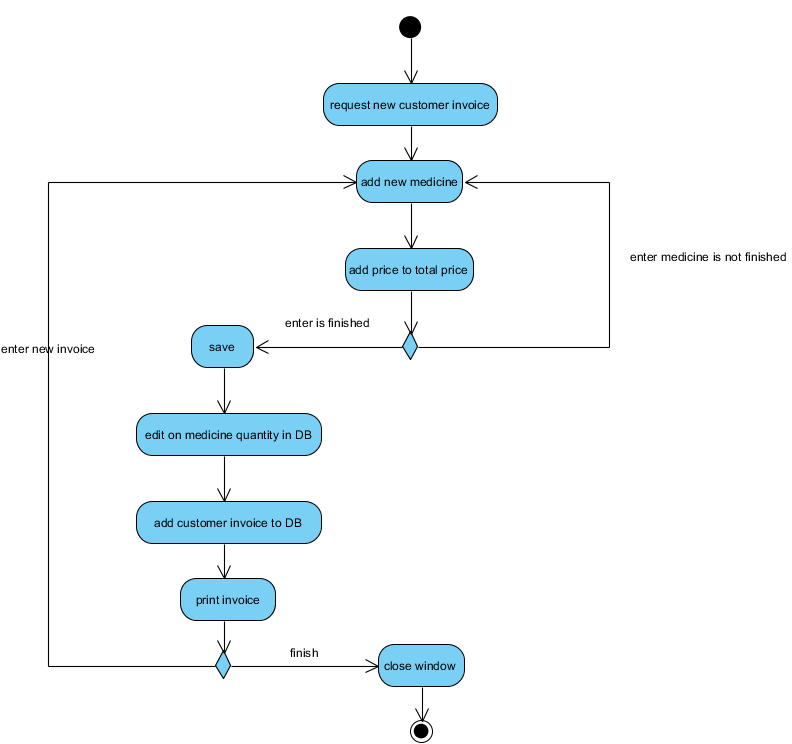 request new customer invoice
add new medicine
enter medicine is not finished
add price to total price
enter is finished
save
enter new invoice
edit on medicine quantity in DB
add customer invoice to DB
print invoice
finish
close window